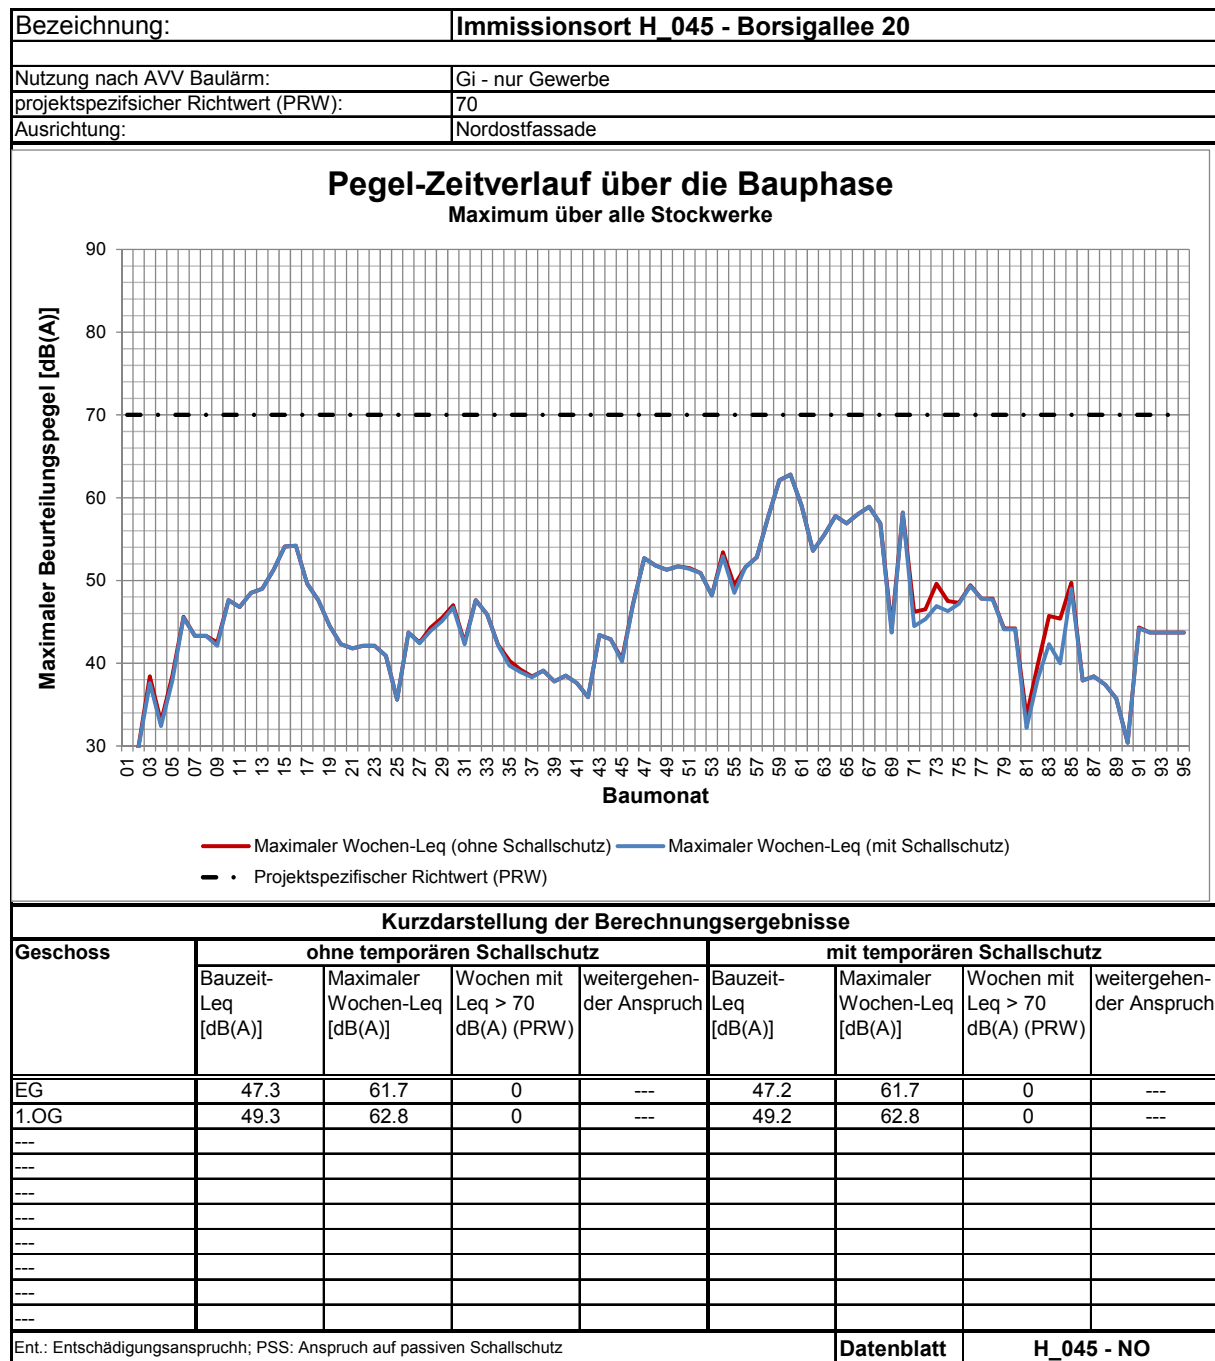 Bezeichnung: Immissionsort H_045 - Borsigallee 20
Nutzung nach AVV Baulärm: Gi - nur Gewerbe
projektspezifsicher Richtwert (PRW): 70
Ausrichtung: Nordostfassade
Pegel-Zeitverlauf über die Bauphase
Maximum über alle Stockwerke
Maximaler Beurteilungspegel [dB(A)]
90
80
70
60
50
40
30
01 03 05 07 09 11 13 15 17 19 21 23 25 27 29 31 33 35 37 39 41 43 45 47 49 51 53 55 57 59 61 63 65 67 69 71 73 75 77 79 81 83 85 87 89 91 93 95
Baumonat
Maximaler Wochen-Leq (ohne Schallschutz) Maximaler Wochen-Leq (mit Schallschutz)
Projektspezifischer Richtwert (PRW)
Kurzdarstellung der Berechnungsergebnisse
Geschoss ohne temporären Schallschutz mit temporären Schallschutz
Bauzeit- Maximaler Wochen mit weitergehen- Bauzeit- Maximaler Wochen mit weitergehen-
Leq Wochen-Leq Leq > 70 der Anspruch Leq Wochen-Leq Leq > 70 der Anspruch
[dB(A)] [dB(A)] dB(A) (PRW) [dB(A)] [dB(A)] dB(A) (PRW)
EG 47.3 61.7 0 --- 47.2 61.7 0 ---
1.OG 49.3 62.8 0 --- 49.2 62.8 0 ---
---
---
---
---
---
---
---
---
Ent.: Entschädigungsanspruchh; PSS: Anspruch auf passiven Schallschutz Datenblatt H_045 - NO